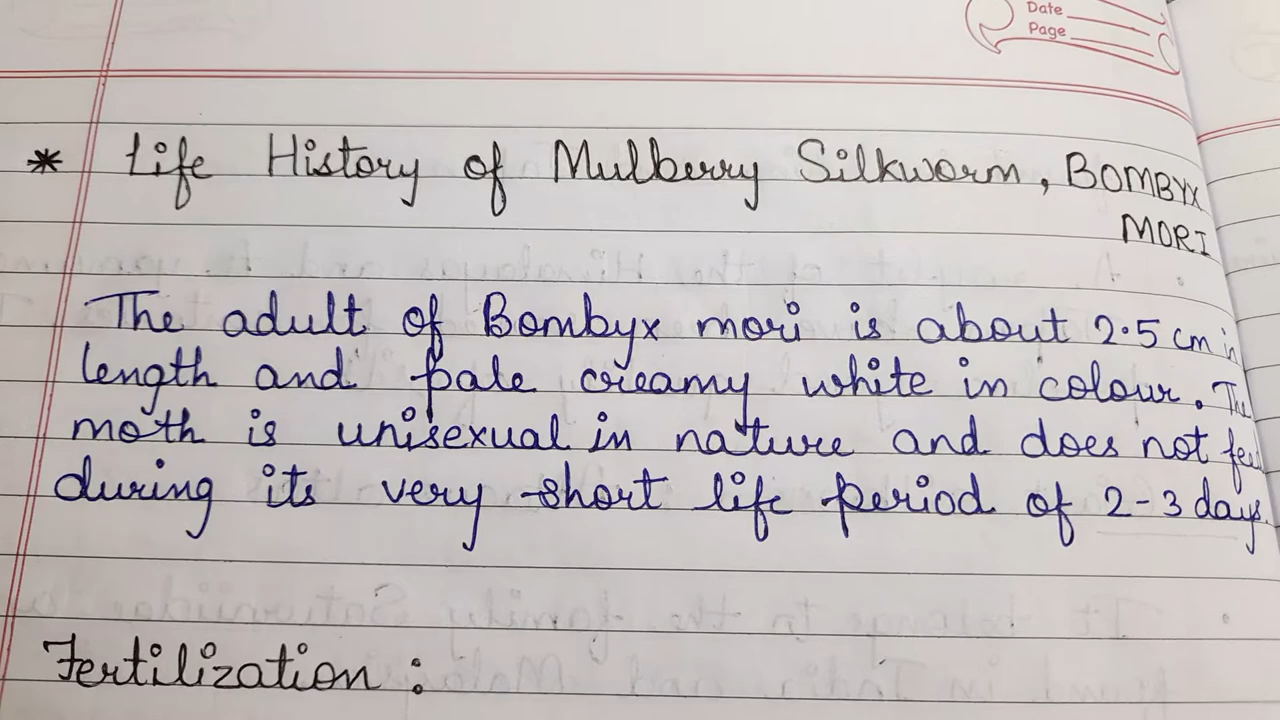 Date
Page
* Life History of Mulberry Silkworm, BOMBYX
MORI
The adult of Bombyx mori is about 2.5 cm in
length and pale creamy white in colour. The
moth is unisexual in nature and does not feed
during its very short life period of 2-3 days.
Fertilization :